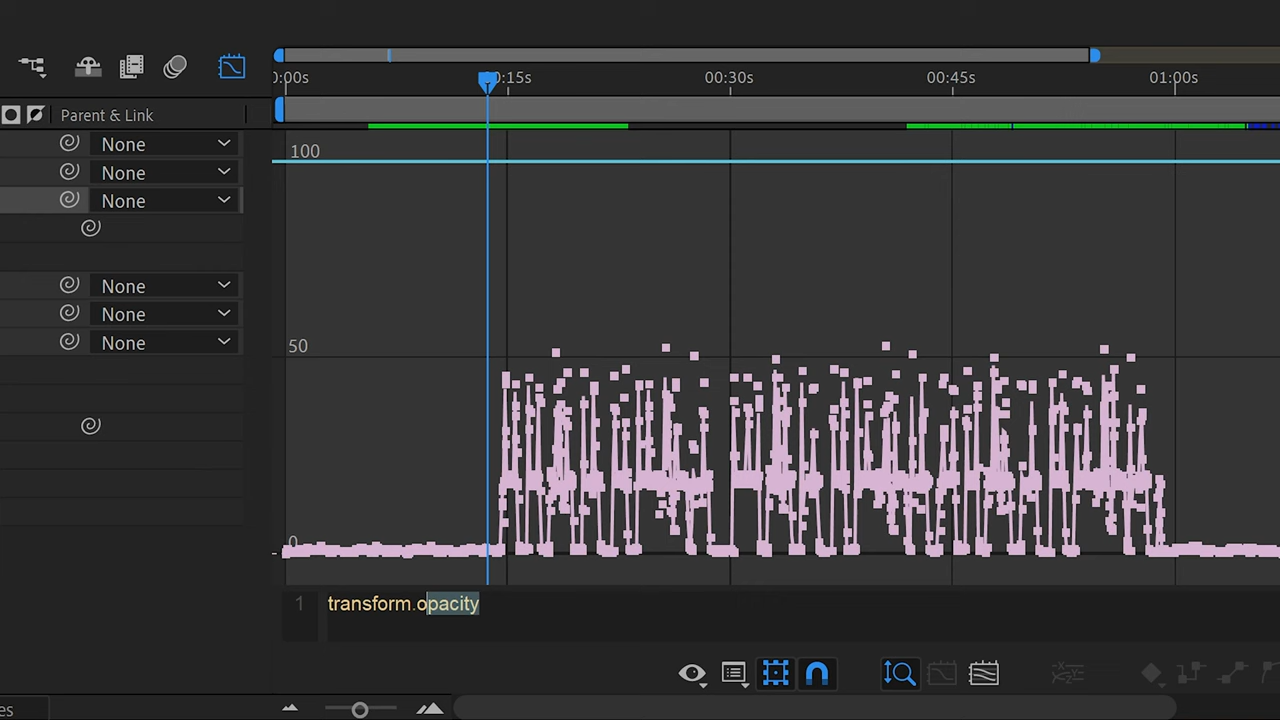 0:00s 0:15s 00:30s 00:45s 01:00s
Parent & Link
None
None
None
None
None
None
100
50
0
1 transform.opacity
es